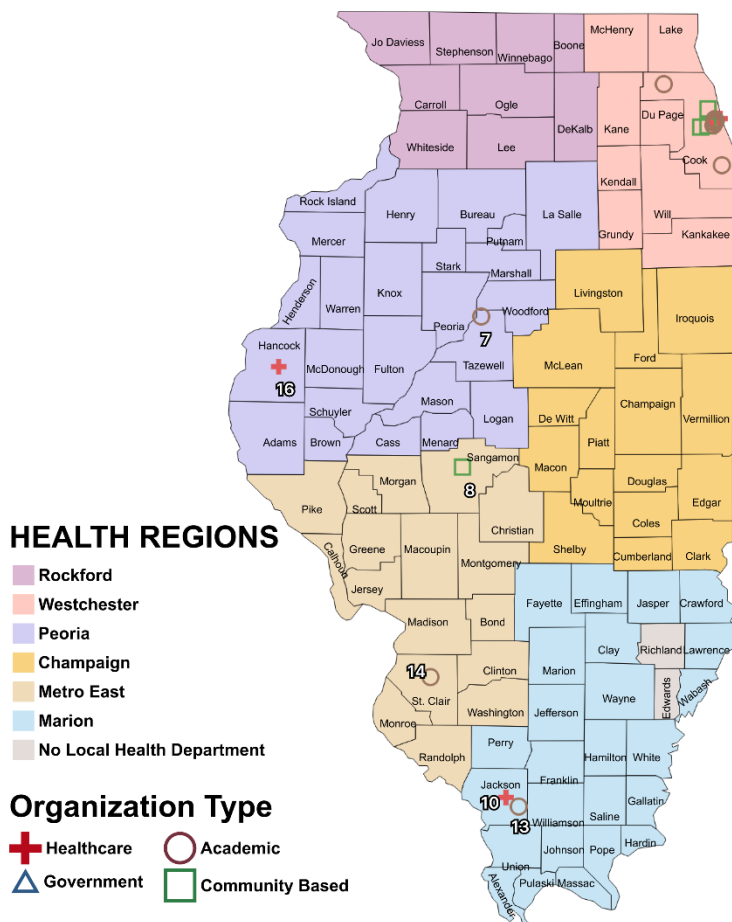 McHenry
Lake
Jo Daviess
Stephenson
Winnebago
Boone
Carroll
Ogle
DeKalb
Kane
Du Page
Whiteside
Lee
Cook
Kendall
Rock Island
Henry
Bureau
La Salle
Will
Grundy
Kankakee
Mercer
Putnam
Stark
Marshall
Henderson
Warren
Knox
Peoria
Woodford
Livingston
Iroquois
7
Hancock
16
McDonough
Fulton
Tazewell
McLean
Ford
Mason
Schuyler
Logan
De Witt
Champaign
Vermillion
Adams
Brown
Cass
Menard
Sangamon
Piatt
8
Macon
Morgan
Douglas
Pike
Scott
Christian
Moultrie
Edgar
Coles
Greene
Macoupin
Shelby
Cumberland
Clark
Calhoun
Montgomery
Jersey
Fayette
Effingham
Jasper
Crawford
Madison
Bond
Clay
Richland
Lawrence
14
Clinton
Marion
St. Clair
Wayne
Edwards
Wabash
Monroe
Washington
Jefferson
Randolph
Perry
Hamilton
White
Franklin
Jackson
10
13
Williamson
Saline
Gallatin
Union
Johnson
Pope
Hardin
Alexander
Pulaski
Massac
HEALTH REGIONS
Rockford
Westchester
Peoria
Champaign
Metro East
Marion
No Local Health Department
Organization Type
Healthcare
Academic
Government
Community Based